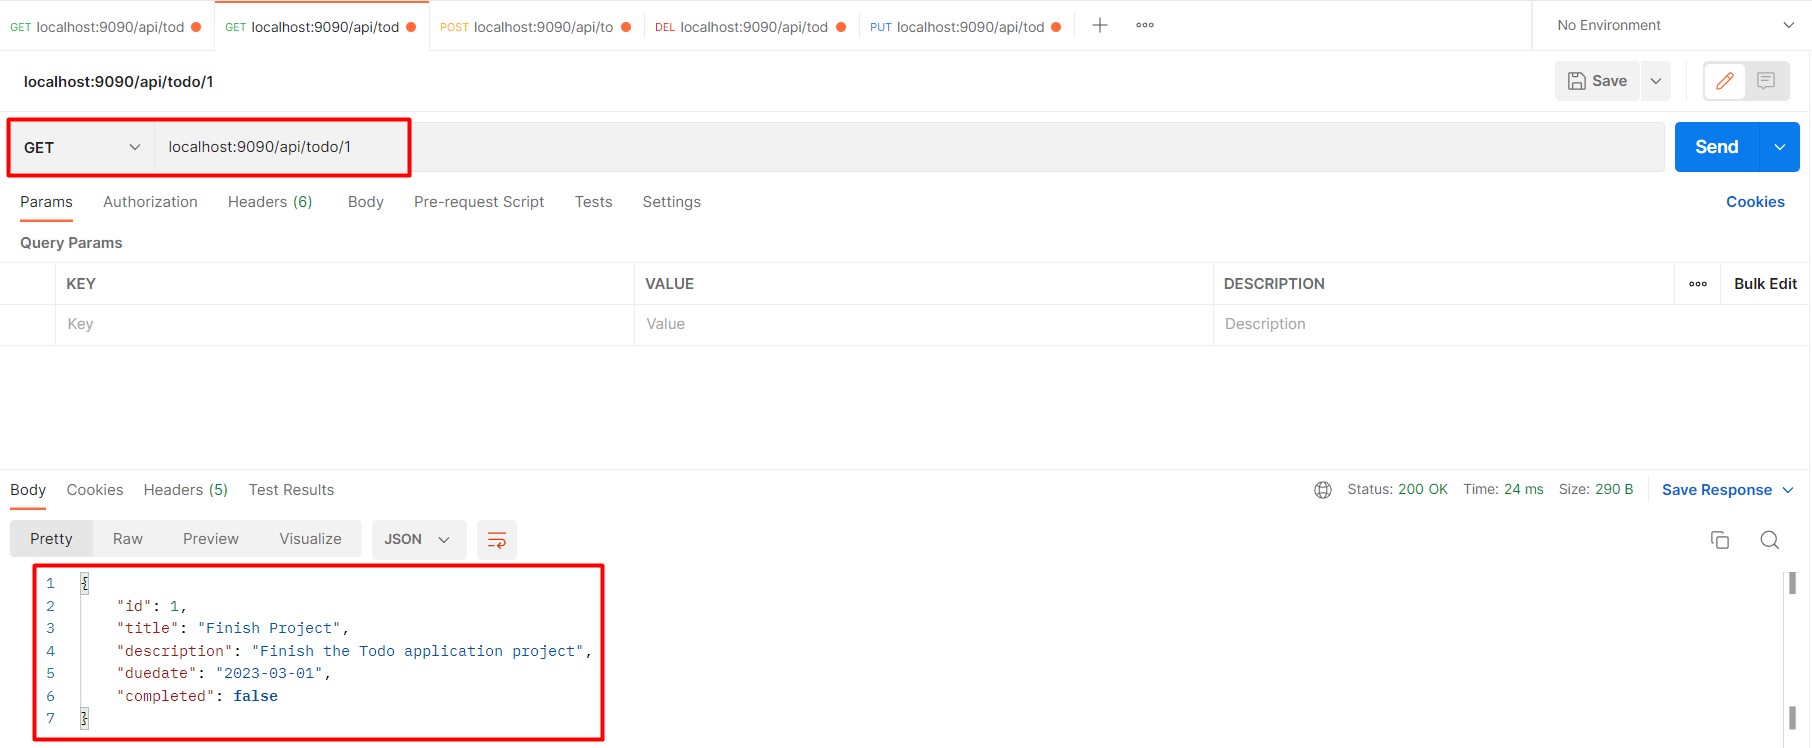 GET localhost:9090/api/tod GET localhost:9090/api/tod POST localhost:9090/api/to DEL localhost:9090/api/tod PUT localhost:9090/api/tod No Environment
localhost:9090/api/todo/1 Save
GET localhost:9090/api/todo/1 Send
Params Authorization Headers (6) Body Pre-request Script Tests Settings Cookies
Query Params
KEY VALUE DESCRIPTION Bulk Edit
Key Value Description
Body Cookies Headers (5) Test Results Status: 200 OK Time: 24 ms Size: 290 B Save Response
Pretty Raw Preview Visualize JSON
1 {
2 "id": 1,
3 "title": "Finish Project",
4 "description": "Finish the Todo application project",
5 "duedate": "2023-03-01",
6 "completed": false
7 }